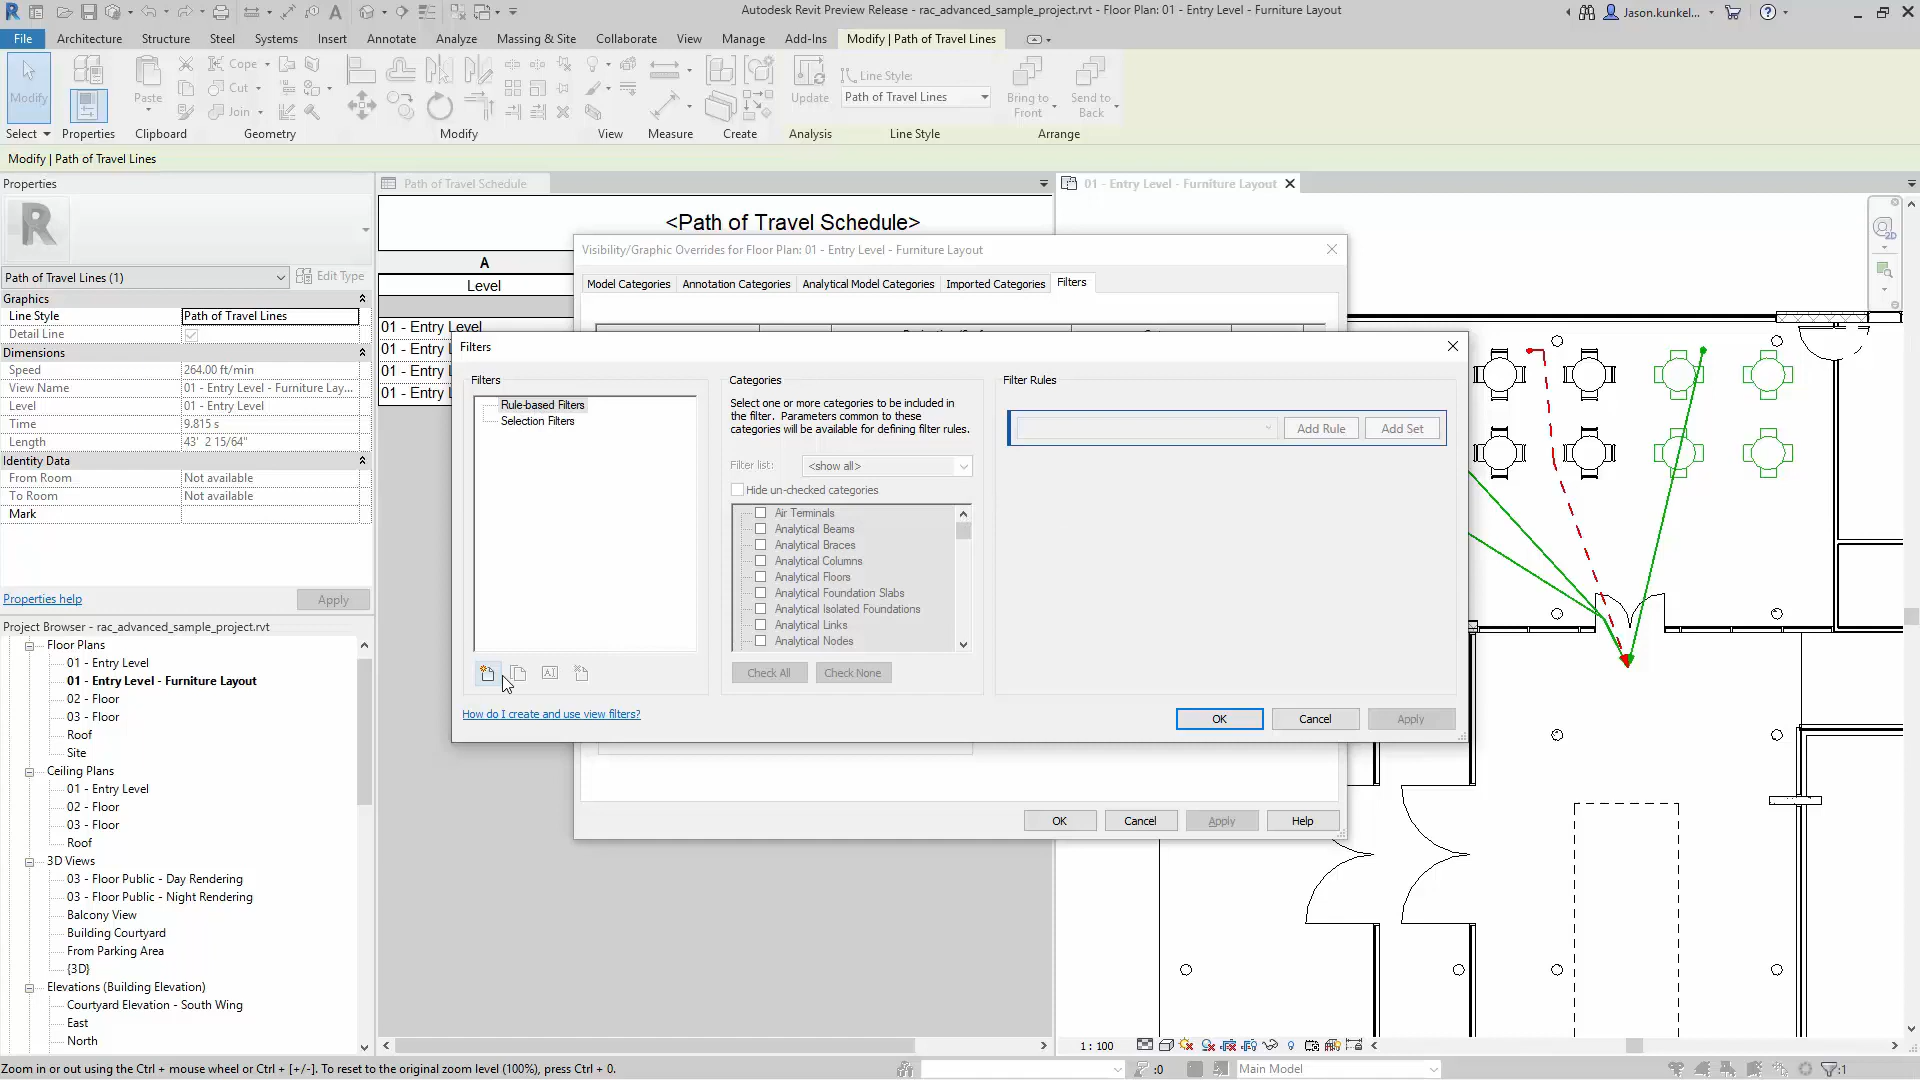 Autodesk Revit Preview Release - rac_advanced_sample_project.rvt - Floor Plan: 01 - Entry Level - Furniture Layout
Jason.kunkel...
File Architecture Structure Steel Systems Insert Annotate Analyze Massing & Site Collaborate View Manage Add-Ins Modify | Path of Travel Lines
Modify
Properties
Paste
Cope
Cut
Join
Update
Line Style:
Path of Travel Lines
Bring to Front
Send to Back
Select Properties Clipboard Geometry Modify View Measure Create Analysis Line Style Arrange
Modify | Path of Travel Lines
Properties
Path of Travel Lines (1)
Edit Type
Graphics
Line Style Path of Travel Lines
Detail Line
Dimensions
Speed 264.00 ft/min
View Name 01 - Entry Level - Furniture Lay...
Level 01 - Entry Level
Time 9.815 s
Length 43' 2 15/64"
Identity Data
From Room Not available
To Room Not available
Mark
Properties help
Apply
Project Browser - rac_advanced_sample_project.rvt
Floor Plans
01 - Entry Level
01 - Entry Level - Furniture Layout
02 - Floor
03 - Floor
Roof
Site
Ceiling Plans
01 - Entry Level
02 - Floor
03 - Floor
Roof
3D Views
03 - Floor Public - Day Rendering
03 - Floor Public - Night Rendering
Balcony View
Building Courtyard
From Parking Area
{3D}
Elevations (Building Elevation)
Courtyard Elevation - South Wing
East
North
Path of Travel Schedule
01 - Entry Level - Furniture Layout
<Path of Travel Schedule>
A
Level
01 - Entry Level
01 - Entry L
01 - Entry L
01 - Entry L
Visibility/Graphic Overrides for Floor Plan: 01 - Entry Level - Furniture Layout
Model Categories Annotation Categories Analytical Model Categories Imported Categories Filters
Filters
Filters
Rule-based Filters
Selection Filters
How do I create and use view filters?
Categories
Select one or more categories to be included in
the filter. Parameters common to these
categories will be available for defining filter rules.
Filter list: <show all>
Hide un-checked categories
Air Terminals
Analytical Beams
Analytical Braces
Analytical Columns
Analytical Floors
Analytical Foundation Slabs
Analytical Isolated Foundations
Analytical Links
Analytical Nodes
Check All Check None
Filter Rules
Add Rule Add Set
OK Cancel Apply
OK Cancel Apply Help
2D
1 : 100
Zoom in or out using the Ctrl + mouse wheel or Ctrl + [+/-]. To reset to the original zoom level (100%), press Ctrl + 0.
:0
Main Model
:1